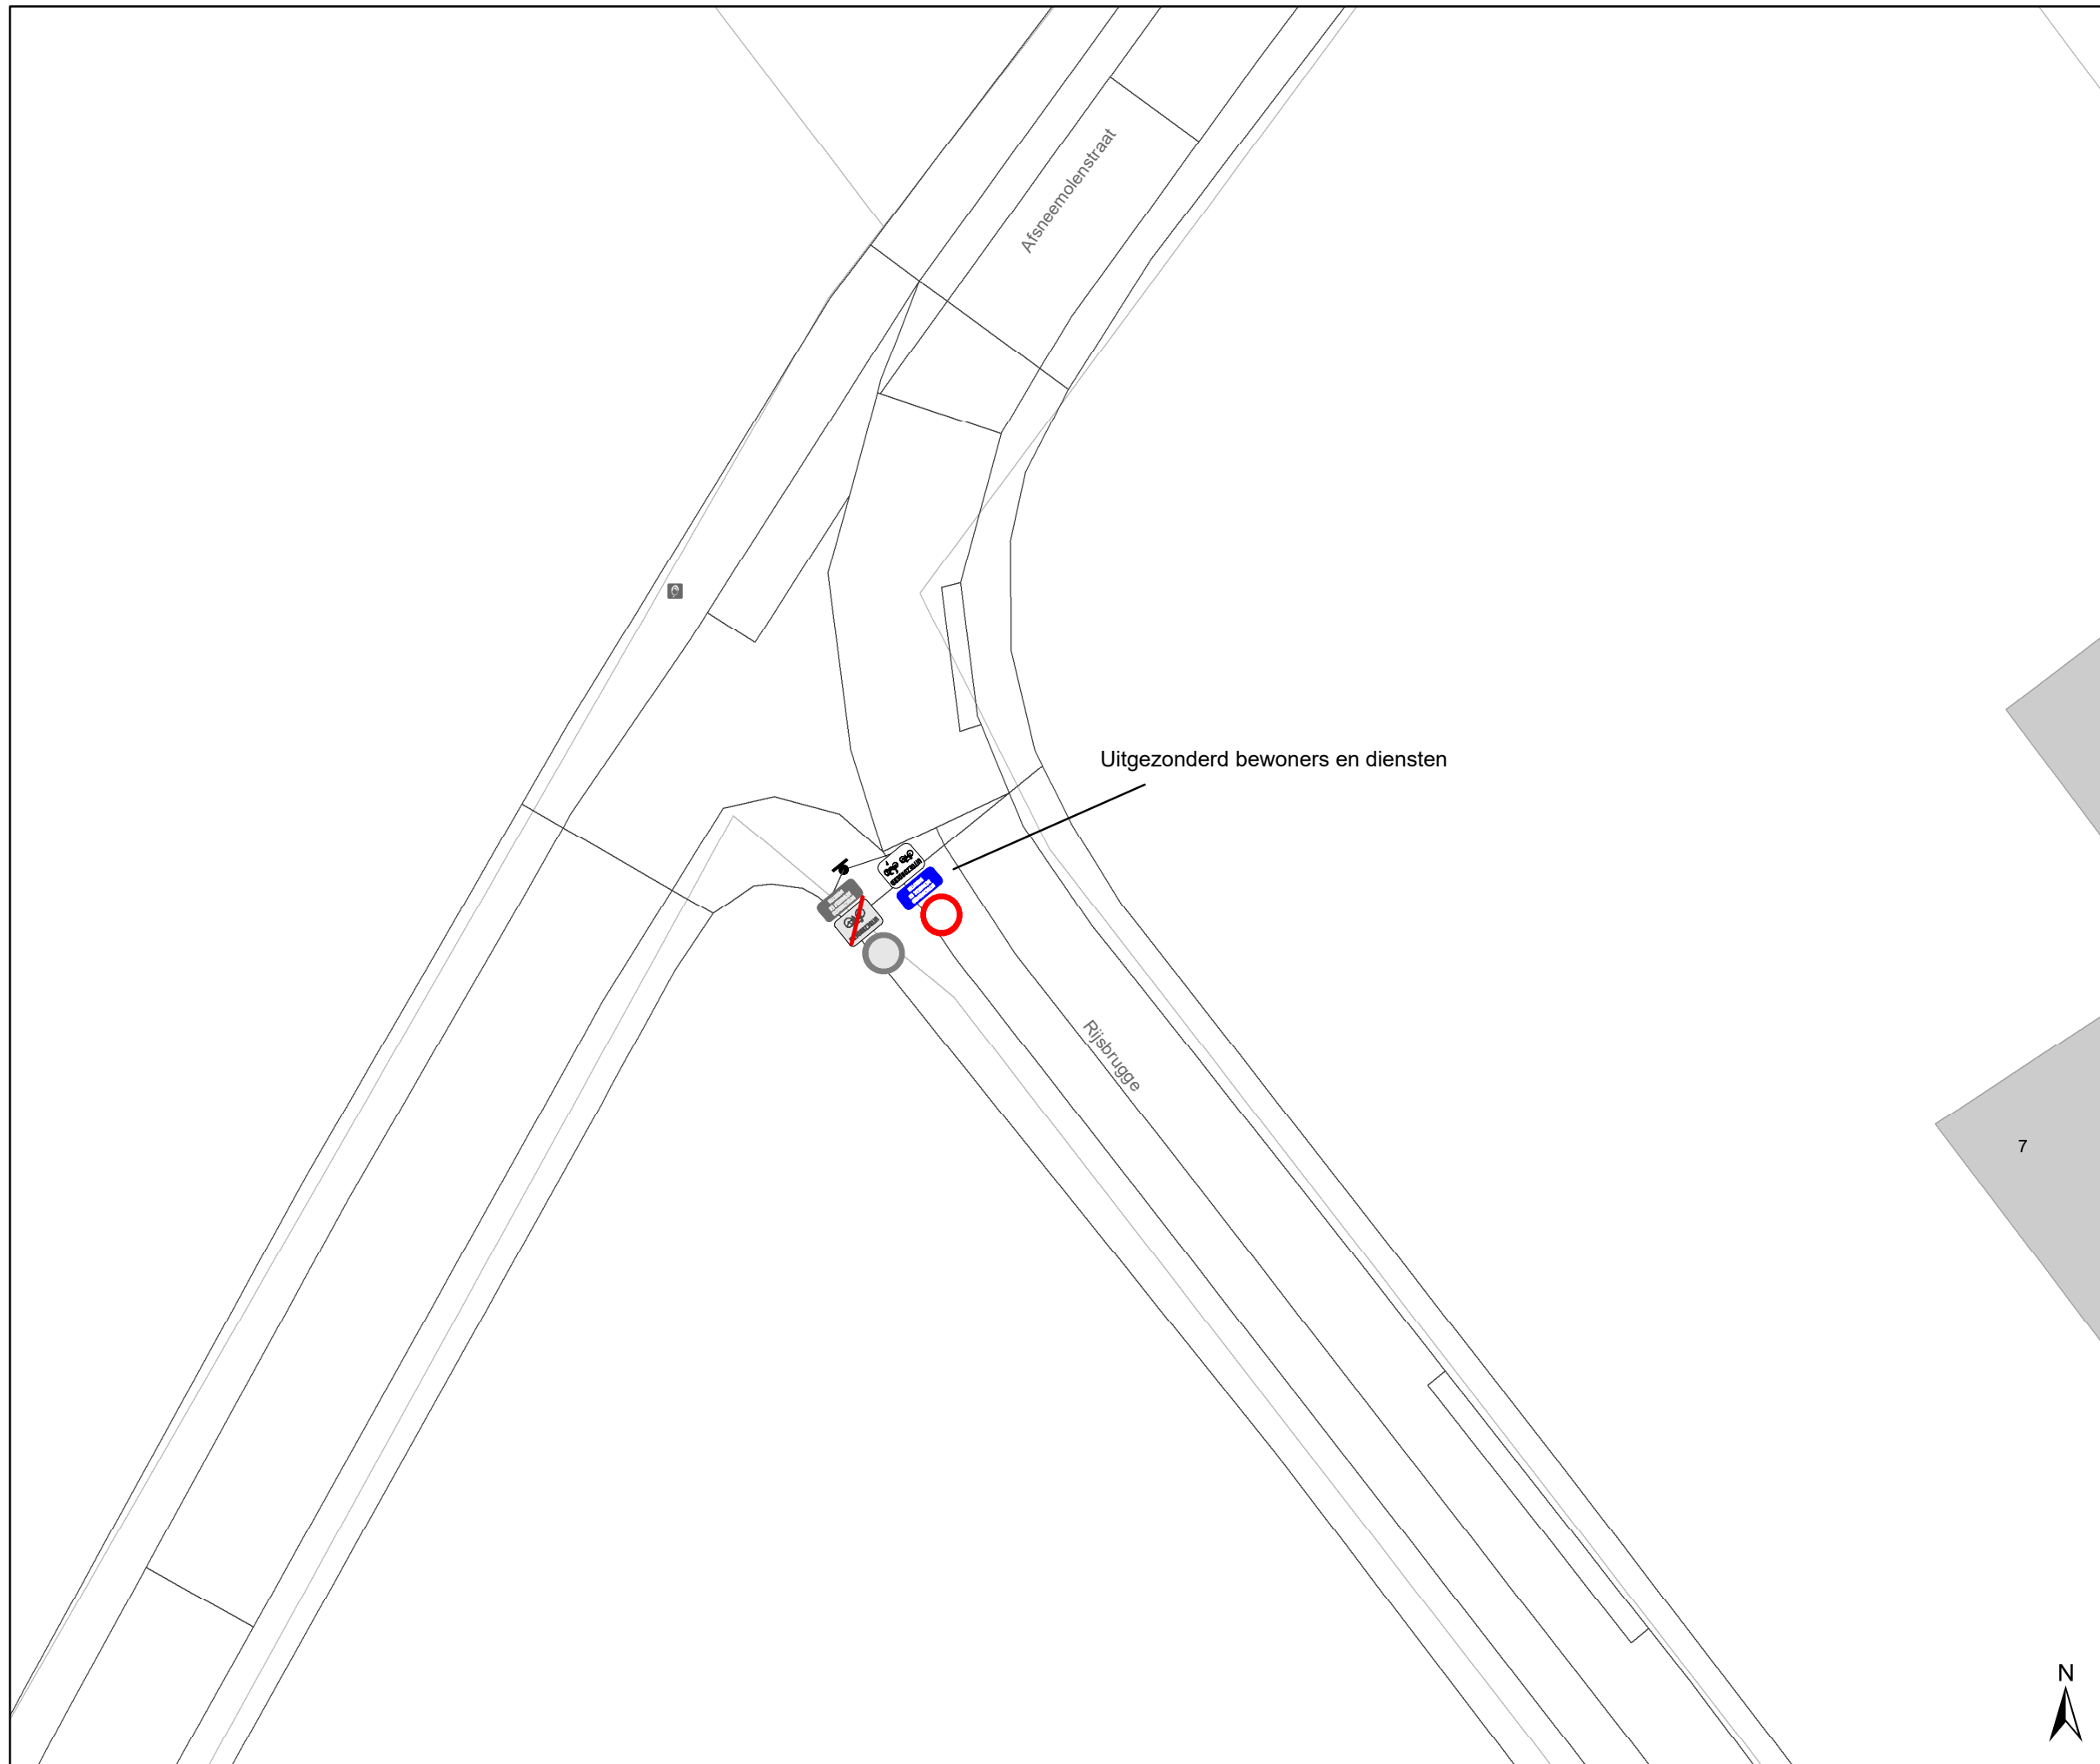 Afsneemolenstraat
Uitgezonderd bewoners en diensten
Rijsbrugge
7
N